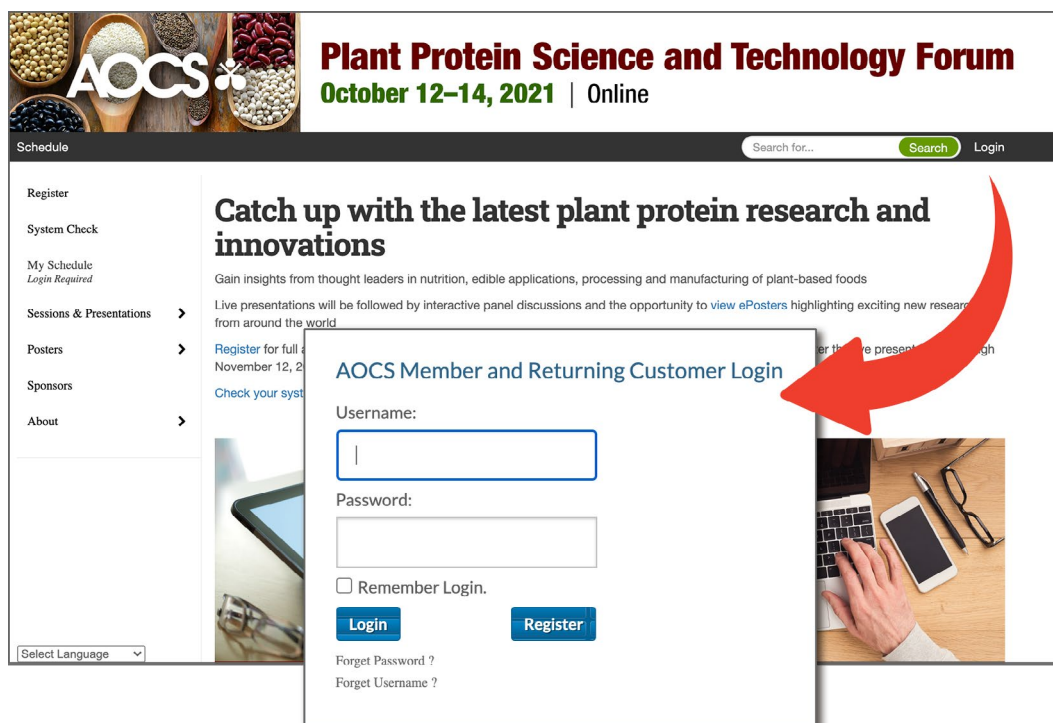 AOCS
Plant Protein Science and Technology Forum
October 12–14, 2021 | Online
Schedule
Search for...
Search
Login
Register
System Check
My Schedule
Login Required
Sessions & Presentations
Posters
Sponsors
About
Select Language
Catch up with the latest plant protein research and
innovations
Gain insights from thought leaders in nutrition, edible applications, processing and manufacturing of plant-based foods
Live presentations will be followed by interactive panel discussions and the opportunity to view ePosters highlighting exciting new
from around the world
Register for full
November 12,
Check your
AOCS Member and Returning Customer Login
Username:
Password:
Remember Login.
Login
Register
Forget Password ?
Forget Username ?